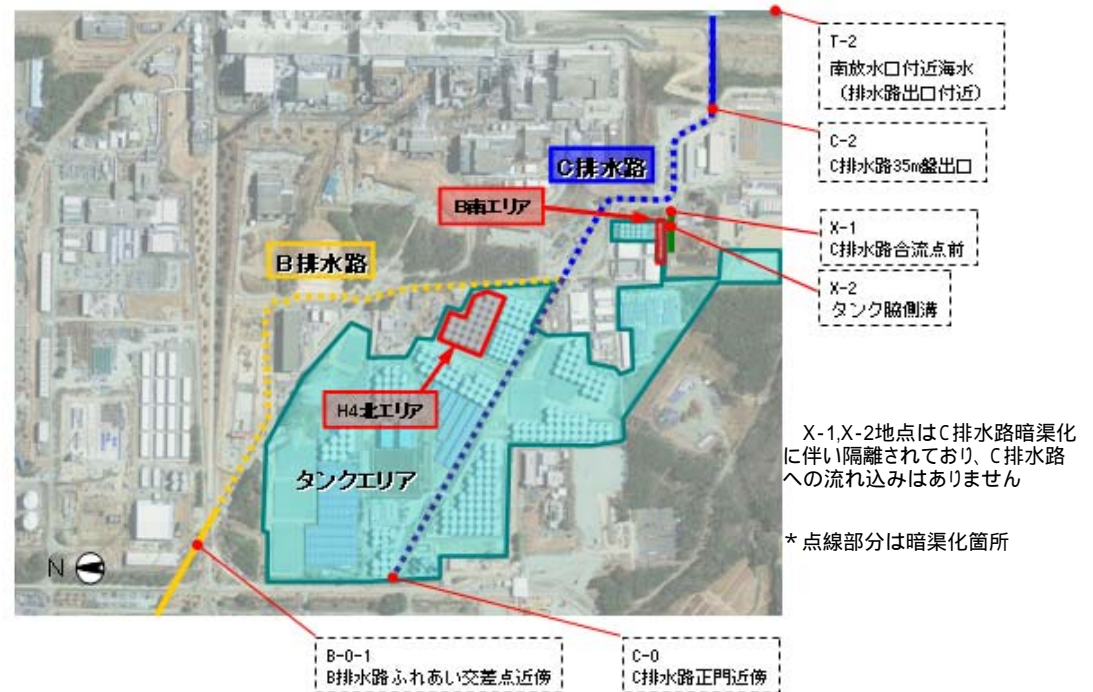 T-2
南放水口付近海水
(排水路出口付近)
C-2
C排水路35m盤出口
C排水路
B南エリア
X-1
C排水路合流点前
B排水路
X-2
タンク脇側溝
H4北エリア
X-1,X-2地点はC排水路暗渠化
に伴い隔離されており、C排水路
への流れ込みはありません
タンクエリア
*点線部分は暗渠化箇所
N
B-0-1
B排水路ふれあい交差点近傍
C-0
C排水路正門近傍